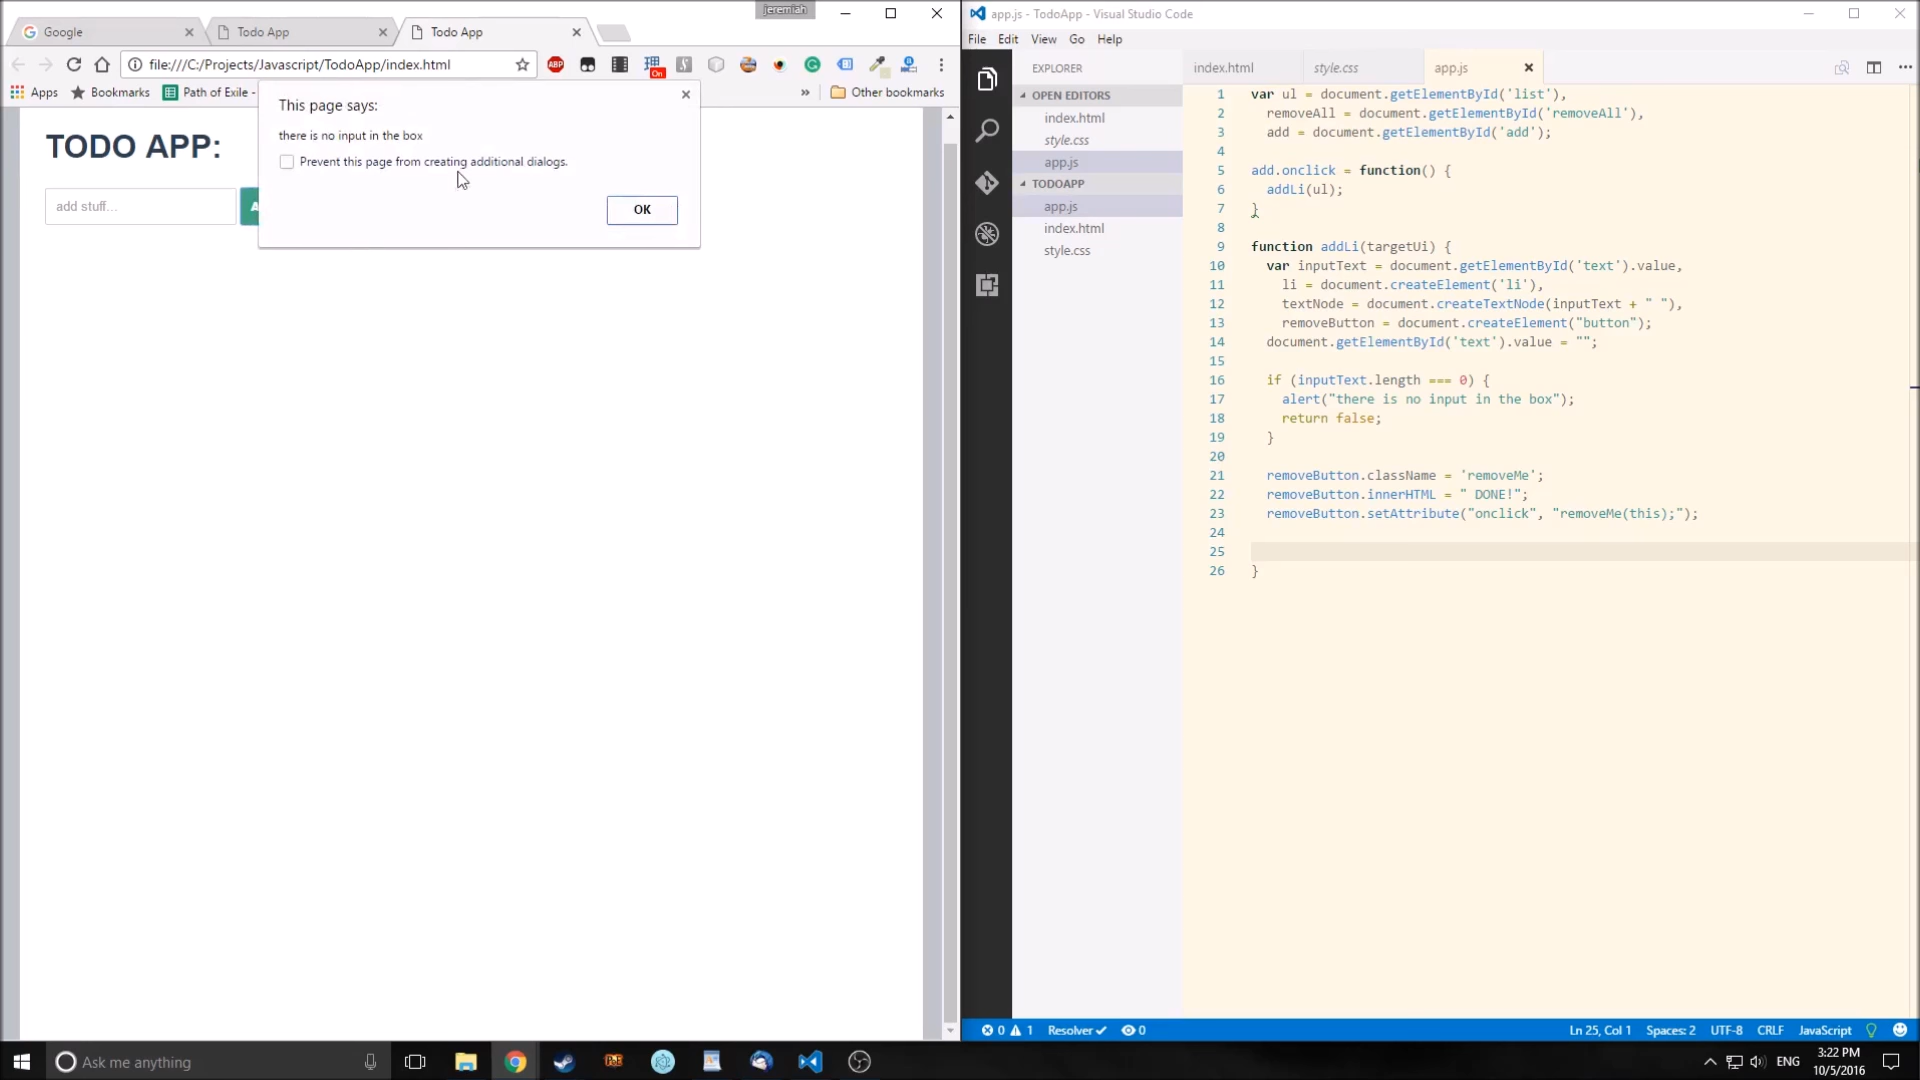 jeremiah
Google
Todo App
Todo App
file:///C:/Projects/Javascript/TodoApp/index.html
ABP
On
Apps
Bookmarks
Path of Exile -
»
Other bookmarks
This page says:
there is no input in the box
Prevent this page from creating additional dialogs.
OK
TODO APP:
add stuff...
A
app.js - TodoApp - Visual Studio Code
File Edit View Go Help
EXPLORER
OPEN EDITORS
index.html
style.css
app.js
TODOAPP
app.js
index.html
style.css
index.html
style.css
app.js
1 var ul = document.getElementById('list'),
2 removeAll = document.getElementById('removeAll'),
3 add = document.getElementById('add');
4
5 add.onclick = function() {
6 addLi(ul);
7 }
8
9 function addLi(targetUi) {
10 var inputText = document.getElementById('text').value,
11 li = document.createElement('li'),
12 textNode = document.createTextNode(inputText + " "),
13 removeButton = document.createElement("button");
14 document.getElementById('text').value = "";
15
16 if (inputText.length === 0) {
17 alert("there is no input in the box");
18 return false;
19 }
20
21 removeButton.className = 'removeMe';
22 removeButton.innerHTML = " DONE!";
23 removeButton.setAttribute("onclick", "removeMe(this);");
24
25
26 }
0 1 Resolver 0
Ln 25, Col 1 Spaces: 2 UTF-8 CRLF JavaScript
Ask me anything
ENG
3:22 PM
10/5/2016